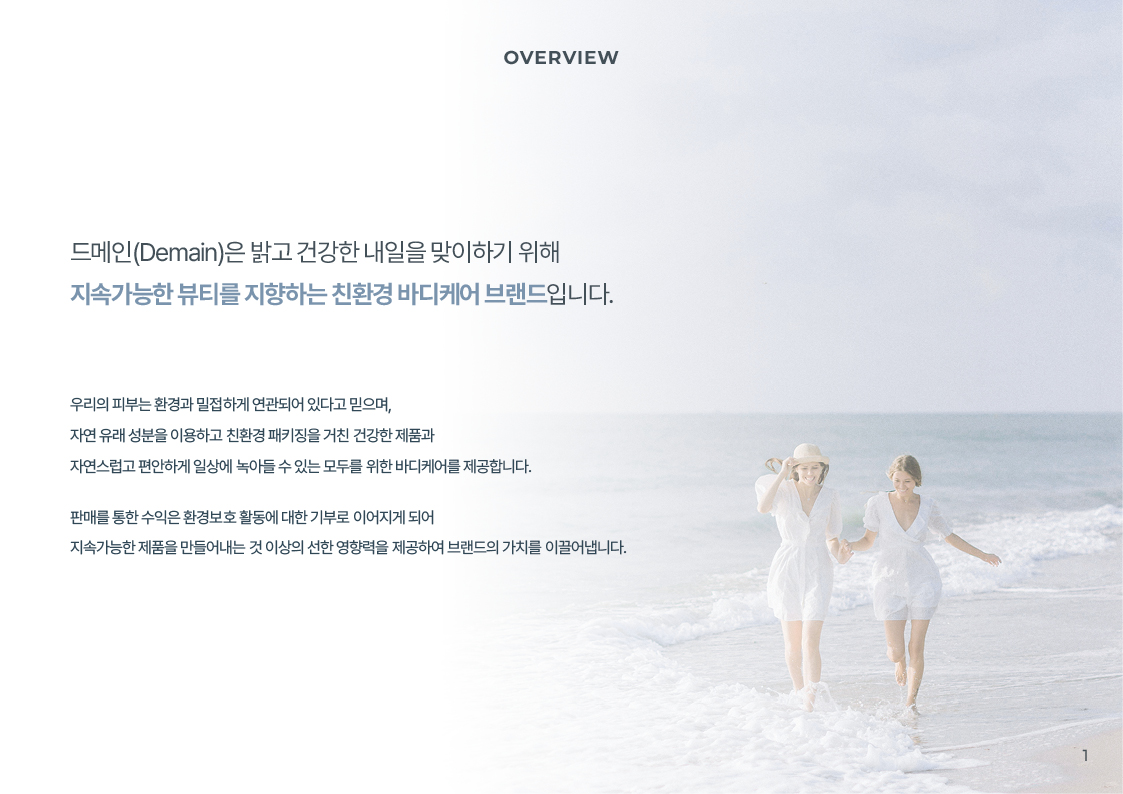 OVERVIEW
드메인(Demain)은 밝고 건강한 내일을 맞이하기 위해
지속가능한 뷰티를 지향하는 친환경 바디케어 브랜드입니다.
우리의 피부는 환경과 밀접하게 연관되어 있다고 믿으며,
자연 유래 성분을 이용하고 친환경 패키징을 거친 건강한 제품과
자연스럽고 편안하게 일상에 녹아들 수 있는 모두를 위한 바디케어를 제공합니다.
판매를 통한 수익은 환경보호 활동에 대한 기부로 이어지게 되어
지속가능한 제품을 만들어내는 것 이상의 선한 영향력을 제공하여 브랜드의 가치를 이끌어냅니다.
1